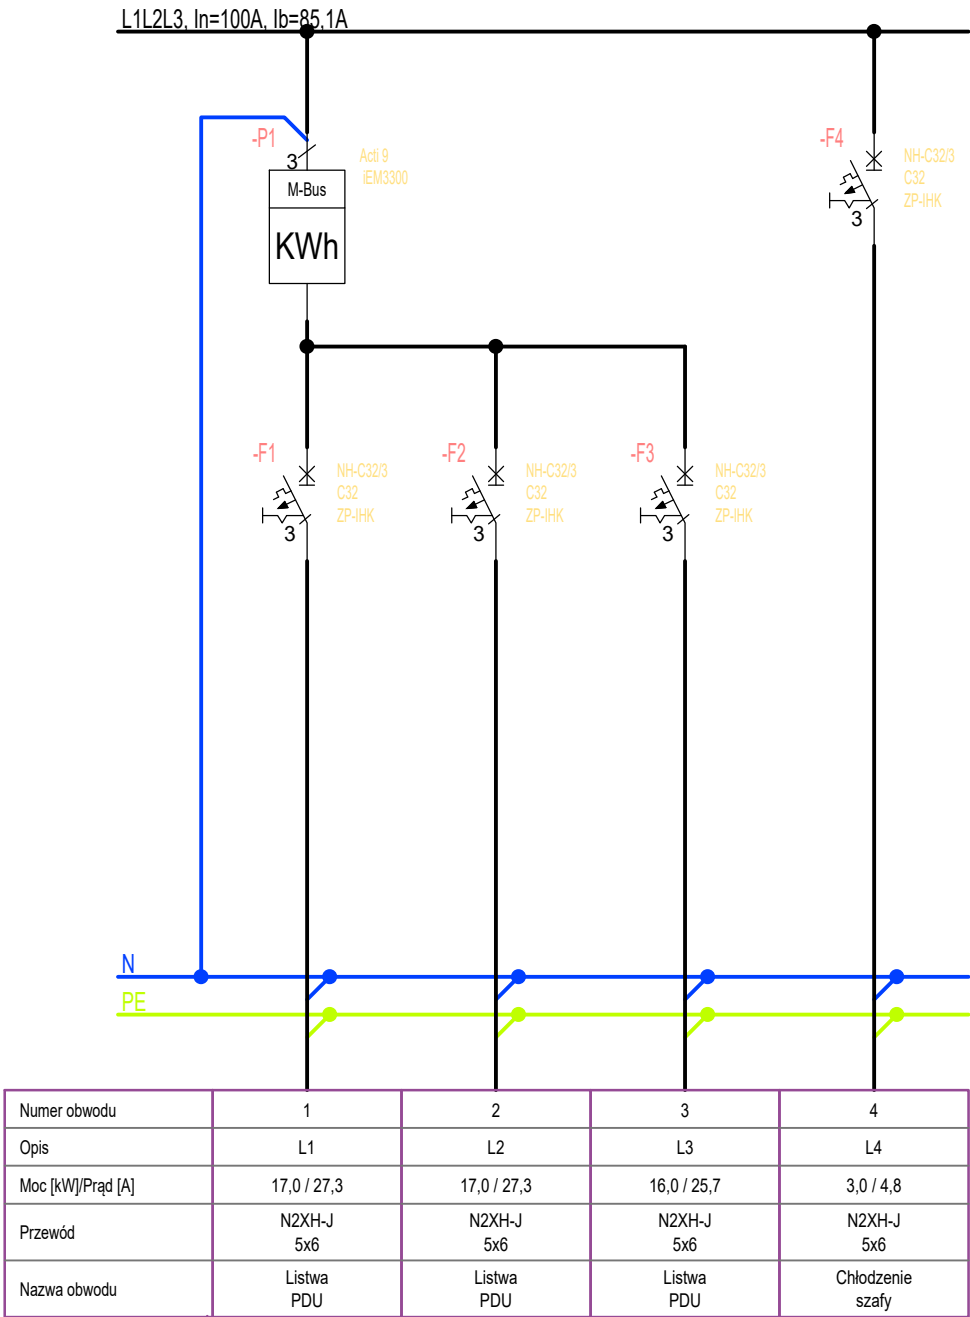 L1L2L3, In=100A, Ib=85,1A
-P1
3
Acti 9
iEM3300
M-Bus
KWh
-F4
NH-C32/3
C32
ZP-IHK
3
-F1
NH-C32/3
C32
ZP-IHK
3
-F2
NH-C32/3
C32
ZP-IHK
3
-F3
NH-C32/3
C32
ZP-IHK
3
N
PE
Numer obwodu 1 2 3 4
Opis L1 L2 L3 L4
Moc [kW]/Prąd [A] 17,0 / 27,3 17,0 / 27,3 16,0 / 25,7 3,0 / 4,8
Przewód N2XH-J N2XH-J N2XH-J N2XH-J
5x6 5x6 5x6 5x6
Nazwa obwodu Listwa Listwa Listwa Chłodzenie
PDU PDU PDU szafy